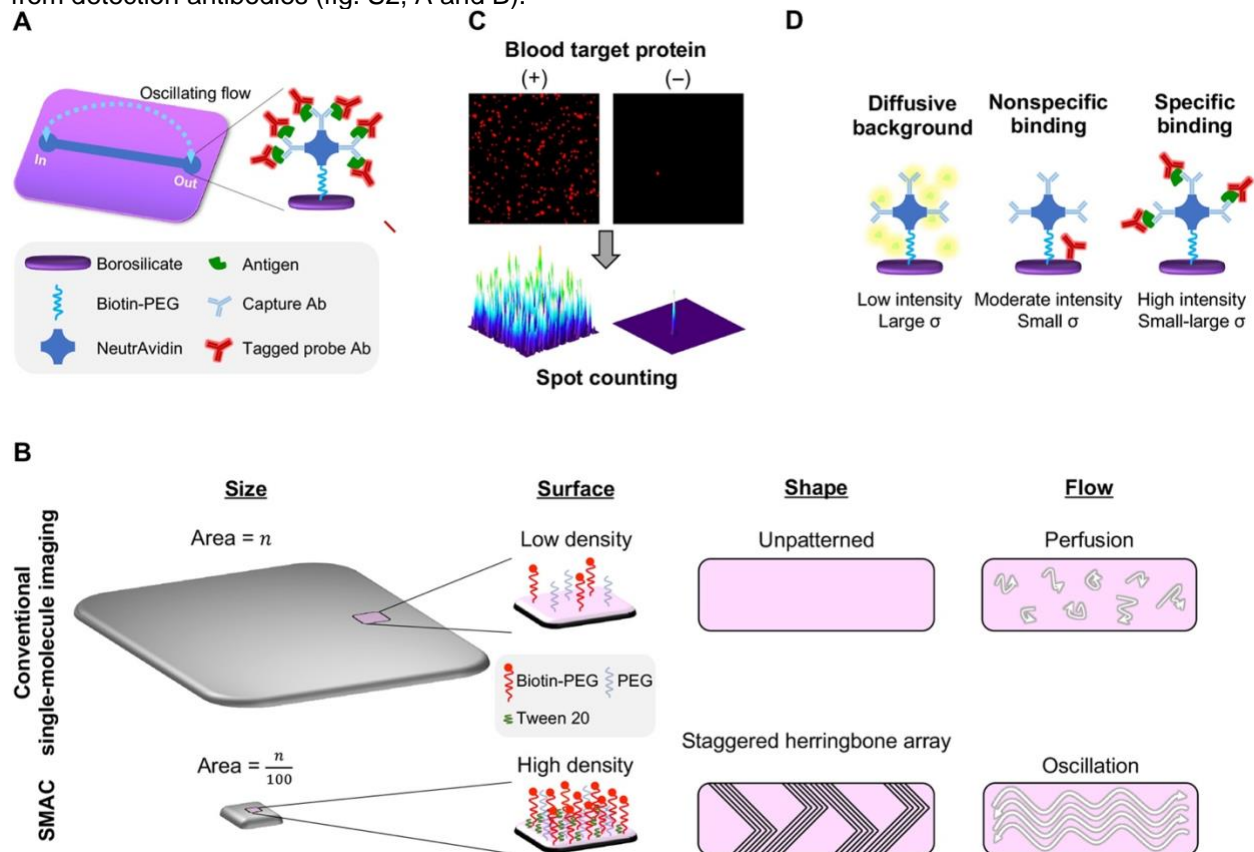 from detection antibodies (fig. S2, A and B).
A
Oscillating flow
In
Out
Borosilicate
Antigen
Biotin-PEG
Capture Ab
NeutrAvidin
Tagged probe Ab
C
Blood target protein
(+)
(–)
Spot counting
D
Diffusive
background
Nonspecific
binding
Specific
binding
Low intensity
Large σ
Moderate intensity
Small σ
High intensity
Small-large σ
B
Size
Surface
Shape
Flow
Conventional
single-molecule imaging
Area = n
Low density
Unpatterned
Perfusion
Biotin-PEG
PEG
Tween 20
SMAC
Area = n/100
High density
Staggered herringbone array
Oscillation